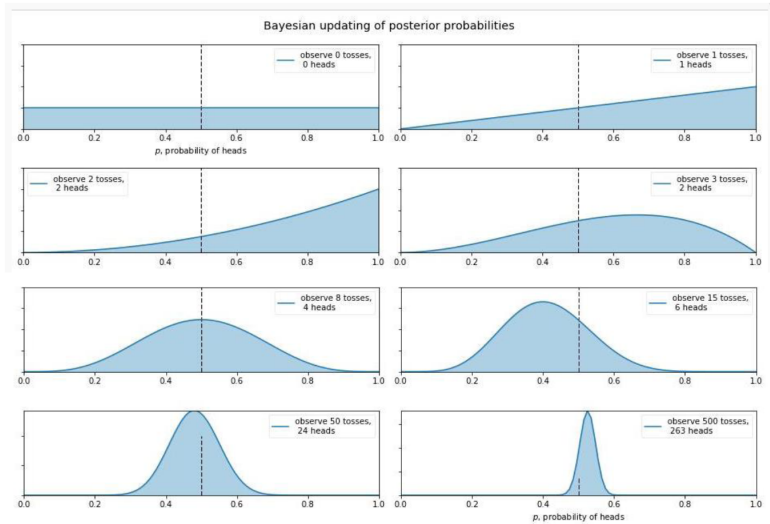 Bayesian updating of posterior probabilities
observe 0 tosses,
0 heads
0.0 0.2 0.4 0.6 0.8 1.0
p, probability of heads
observe 1 tosses,
1 heads
0.0 0.2 0.4 0.6 0.8 1.0
observe 2 tosses,
2 heads
0.0 0.2 0.4 0.6 0.8 1.0
observe 3 tosses,
2 heads
0.0 0.2 0.4 0.6 0.8 1.0
observe 8 tosses,
4 heads
0.0 0.2 0.4 0.6 0.8 1.0
observe 15 tosses,
6 heads
0.0 0.2 0.4 0.6 0.8 1.0
observe 50 tosses,
24 heads
0.0 0.2 0.4 0.6 0.8 1.0
observe 500 tosses,
263 heads
0.0 0.2 0.4 0.6 0.8 1.0
p, probability of heads